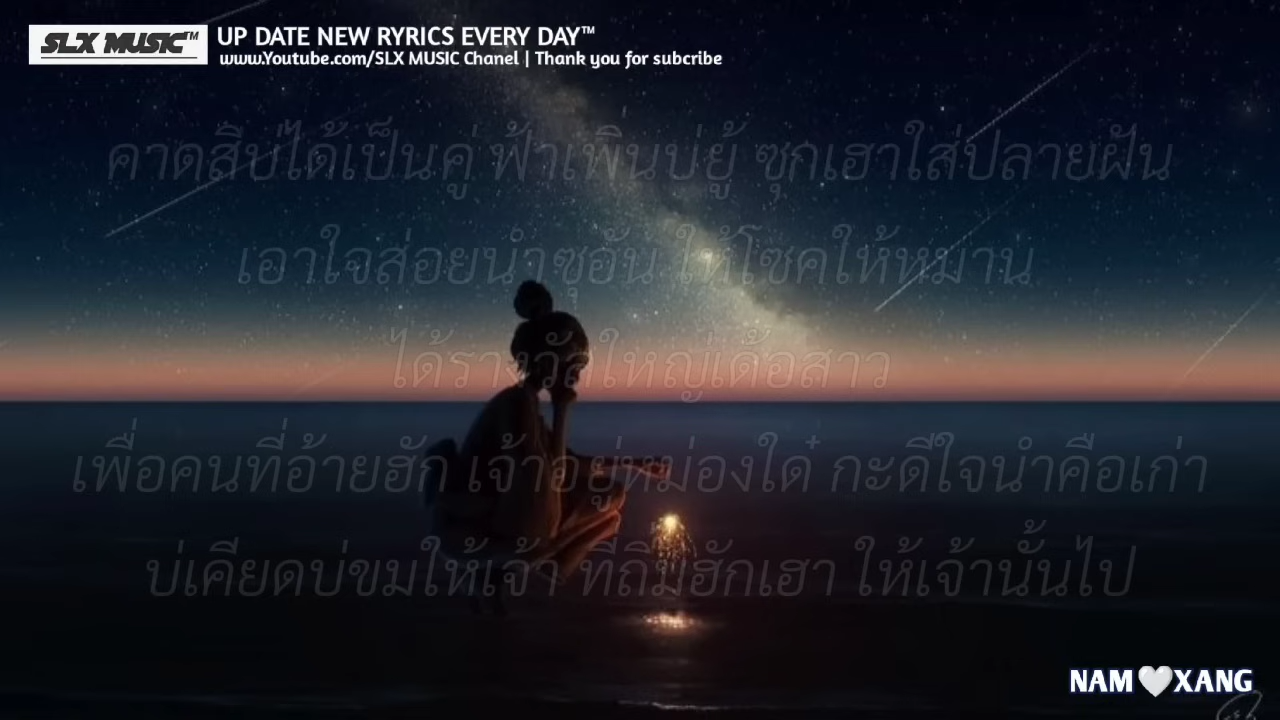 SLX MUSIC™ UP DATE NEW RYRICS EVERY DAY™
www.Youtube.com/SLX MUSIC Chanel | Thank you for subcribe
คาดสิบ่ได้เป็นคู่ ฟ้าเพิ่นบ่ยู้ ซุกเฮาใส่ปลายฝัน
เอาใจส่อยนำซุอัน ให้โชคให้หม่าน
ได้รางวัลใหญ่เด้อสาว
เพื่อคนที่อ้ายฮัก เจ้าอยู่หม่องใด๋ กะดีใจนำคือเก่า
บ่เคียดบ่ขมให้เจ้า ที่ถิ่มฮักเฮา ให้เจ้านั้นไป
NAM🤍XANG